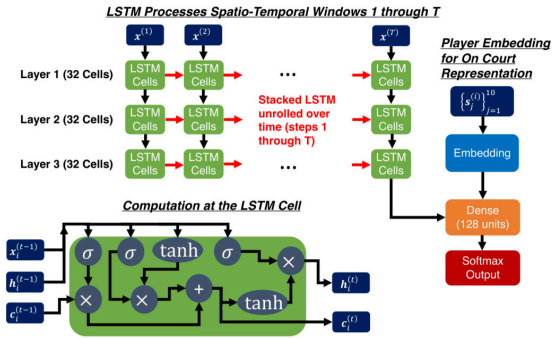 LSTM Processes Spatio-Temporal Windows 1 through T
x^(1) x^(2) x^(T)
Player Embedding
for On Court
Representation
Layer 1 (32 Cells)
LSTM Cells LSTM Cells ... LSTM Cells
Stacked LSTM
unrolled over
time (steps 1
through T)
{s_j^(i)}_{j=1}^{10}
Layer 2 (32 Cells)
LSTM Cells LSTM Cells LSTM Cells
Embedding
Layer 3 (32 Cells)
LSTM Cells LSTM Cells ... LSTM Cells
Dense
(128 units)
Softmax
Output
Computation at the LSTM Cell
x_i^(t−1) σ σ tanh σ
h_i^(t−1) × h_i^(t)
c_i^(t−1) × × + tanh
c_i^(t)